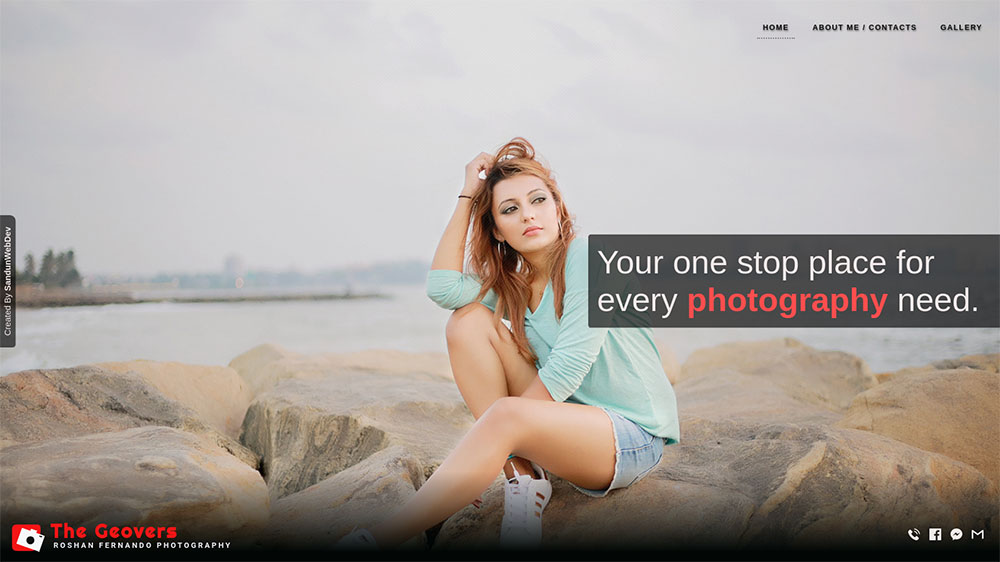 HOME ABOUT ME / CONTACTS GALLERY
Created By SandunWebDev
Your one stop place for
every photography need.
The Geovers
ROSHAN FERNANDO PHOTOGRAPHY